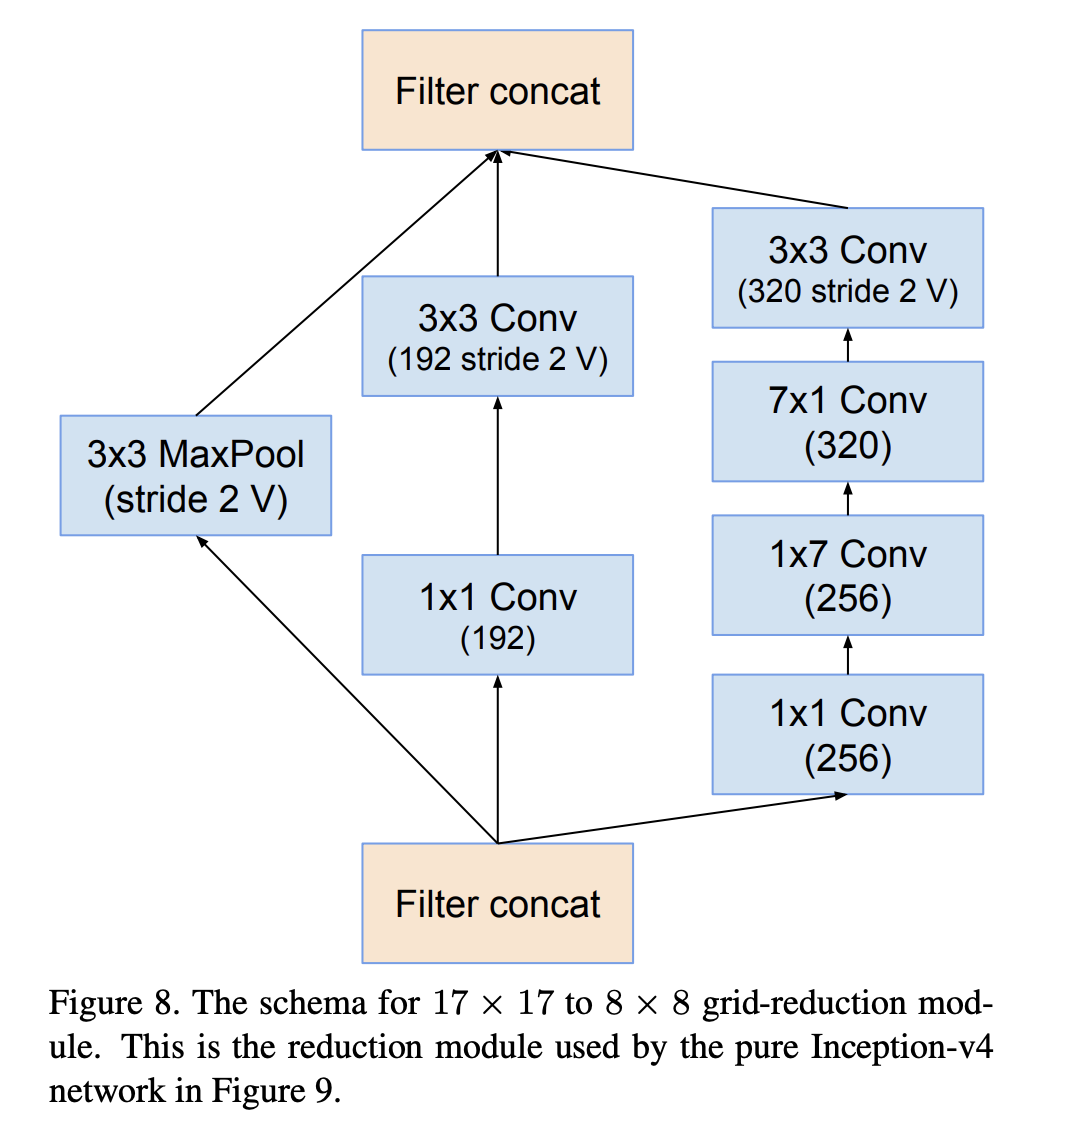 Filter concat
3x3 Conv
(320 stride 2 V)
3x3 Conv
(192 stride 2 V)
7x1 Conv
(320)
3x3 MaxPool
(stride 2 V)
1x7 Conv
(256)
1x1 Conv
(192)
1x1 Conv
(256)
Filter concat
Figure 8. The schema for 17 × 17 to 8 × 8 grid-reduction mod-
ule. This is the reduction module used by the pure Inception-v4
network in Figure 9.